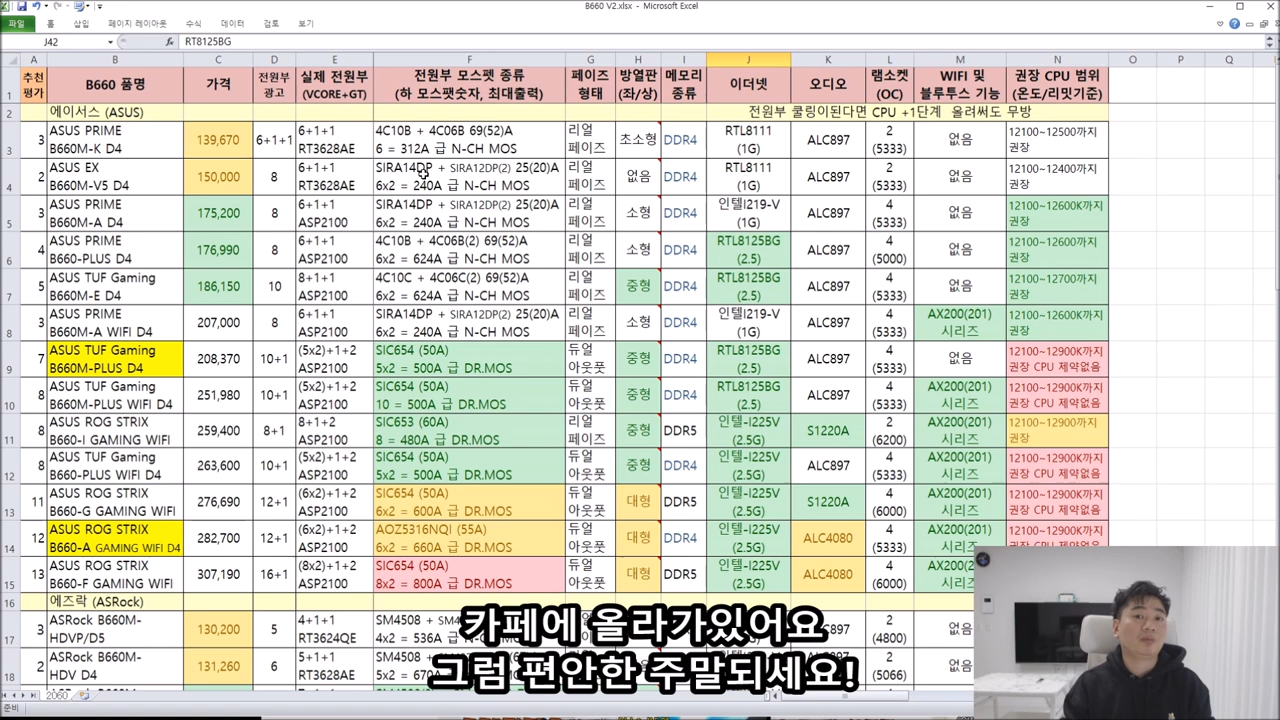 B660 V2.xlsx - Microsoft Excel
파일 홈 삽입 페이지 레이아웃 수식 데이터 검토 보기
J42 fx RT8125BG
A B C D E F G H I J K L M N O P Q R
1 추천 평가 B660 품명 가격 전원부 광고 실제 전원부 (VCORE+GT) 전원부 모스펫 종류 (하 모스팻숫자, 최대출력) 페이즈 형태 방열판 (좌/상) 메모리 종류 이더넷 오디오 램소켓 (OC) WIFI 및 블루투스 기능 권장 CPU 범위 (온도/리밋기준)
2 에이서스 (ASUS) 전원부 쿨링이된다면 CPU +1단계 올려써도 무방
3 3 ASUS PRIME B660M-K D4 139,670 6+1+1 6+1+1 RT3628AE 4C10B + 4C06B 69(52)A 6 = 312A 급 N-CH MOS 리얼 페이즈 초소형 DDR4 RTL8111 (1G) ALC897 2 (5333) 없음 12100~12500까지 권장
4 2 ASUS EX B660M-V5 D4 150,000 8 6+1+1 RT3628AE SIRA14DP + SIRA12DP(2) 25(20)A 6x2 = 240A 급 N-CH MOS 리얼 페이즈 없음 DDR4 RTL8111 (1G) ALC897 2 (5333) 없음 12100~12400까지 권장
5 3 ASUS PRIME B660M-A D4 175,200 8 6+1+1 ASP2100 SIRA14DP + SIRA12DP(2) 25(20)A 6x2 = 240A 급 N-CH MOS 리얼 페이즈 소형 DDR4 인텔I219-V (1G) ALC897 4 (5333) 없음 12100~12600K까지 권장
6 4 ASUS PRIME B660-PLUS D4 176,990 8 6+1+1 ASP2100 4C10B + 4C06B(2) 69(52)A 6x2 = 624A 급 N-CH MOS 리얼 페이즈 소형 DDR4 RTL8125BG (2.5) ALC897 4 (5000) 없음 12100~12600까지 권장
7 5 ASUS TUF Gaming B660M-E D4 186,150 10 8+1+1 ASP2100 4C10C + 4C06C(2) 69(52)A 6x2 = 624A 급 N-CH MOS 리얼 페이즈 중형 DDR4 RTL8125BG (2.5) ALC897 4 (5333) 없음 12100~12700까지 권장
8 3 ASUS PRIME B660M-A WIFI D4 207,000 8 6+1+1 ASP2100 SIRA14DP + SIRA12DP(2) 25(20)A 6x2 = 240A 급 N-CH MOS 리얼 페이즈 소형 DDR4 인텔I219-V (1G) ALC897 4 (5333) AX200(201) 시리즈 12100~12600K까지 권장
9 7 ASUS TUF Gaming B660M-PLUS D4 208,370 10+1 (5x2)+1+2 ASP2100 SIC654 (50A) 5x2 = 500A 급 DR.MOS 듀얼 아웃풋 중형 DDR4 RTL8125BG (2.5) ALC897 4 (5333) 없음 12100~12900K까지 권장 CPU 제약없음
10 8 ASUS TUF Gaming B660M-PLUS WIFI D4 251,980 10+1 (5x2)+1+2 ASP2100 SIC654 (50A) 10 = 500A 급 DR.MOS 듀얼 아웃풋 중형 DDR4 RTL8125BG (2.5) ALC897 4 (5333) AX200(201) 시리즈 12100~12900K까지 권장 CPU 제약없음
11 8 ASUS ROG STRIX B660-I GAMING WIFI 259,400 8+1 8+1+2 ASP2100 SIC653 (60A) 8 = 480A 급 DR.MOS 리얼 페이즈 중형 DDR5 인텔-I225V (2.5G) S1220A 2 (6200) AX200(201) 시리즈 12100~12900까지 권장
12 8 ASUS TUF Gaming B660-PLUS WIFI D4 263,600 10+1 (5x2)+1+2 ASP2100 SIC654 (50A) 5x2 = 500A 급 DR.MOS 듀얼 아웃풋 중형 DDR4 인텔-I225V (2.5G) ALC897 4 (5333) AX200(201) 시리즈 12100~12900K까지 권장 CPU 제약없음
13 11 ASUS ROG STRIX B660-G GAMING WIFI 276,690 12+1 (6x2)+1+2 ASP2100 SIC654 (50A) 6x2 = 600A 급 DR.MOS 듀얼 아웃풋 대형 DDR5 인텔-I225V (2.5G) S1220A 4 (6000) AX200(201) 시리즈 12100~12900K까지 권장 CPU 제약없음
14 12 ASUS ROG STRIX B660-A GAMING WIFI D4 282,700 12+1 (6x2)+1+2 ASP2100 AOZ5316NQI (55A) 6x2 = 660A 급 DR.MOS 듀얼 아웃풋 대형 DDR4 인텔-I225V (2.5G) ALC4080 4 (5333) AX200(201) 12100~12900K까지
15 13 ASUS ROG STRIX B660-F GAMING WIFI 307,190 16+1 (8x2)+1+2 ASP2100 SIC654 (50A) 8x2 = 800A 급 DR.MOS 듀얼 아웃풋 대형 DDR5 인텔-I225V (2.5G) ALC4080 4 (6000)
16 에즈락 (ASRock)
17 3 ASRock B660M-HDVP/D5 130,200 5 4+1+1 RT3624QE SM4508 4x2 = 536A 급 (4800) 없음
18 2 ASRock B660M-HD V D4 131,260 6 5+1+1 SM4508 (5066) 없음
카페에 올라가있어요
그럼 편안한 주말되세요!
2060
준비